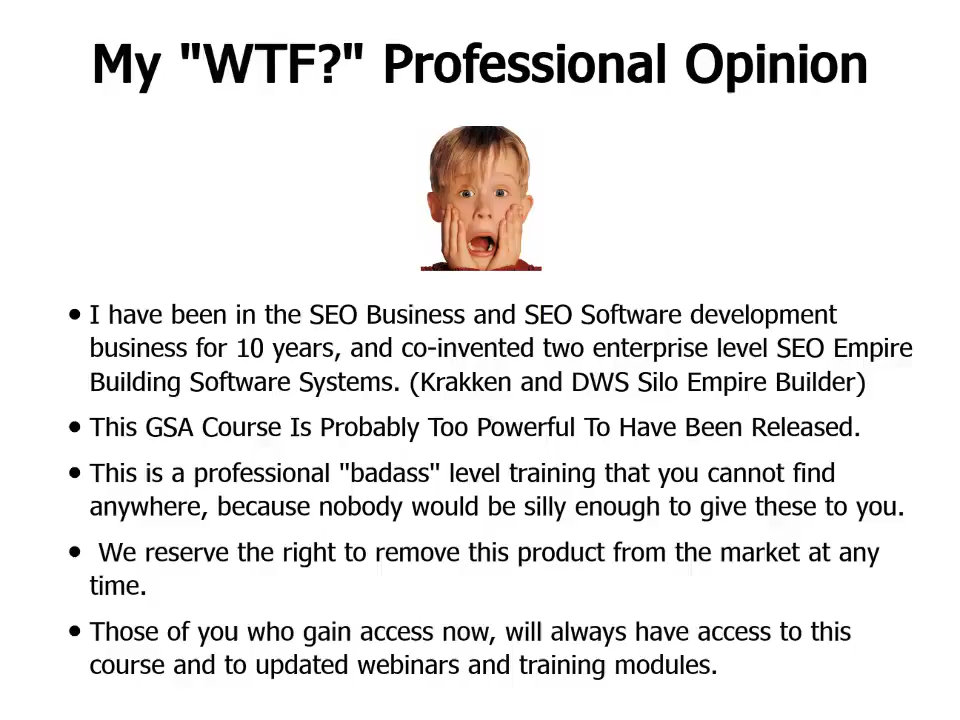 My "WTF?" Professional Opinion
• I have been in the SEO Business and SEO Software development
business for 10 years, and co-invented two enterprise level SEO Empire
Building Software Systems. (Krakken and DWS Silo Empire Builder)
• This GSA Course Is Probably Too Powerful To Have Been Released.
• This is a professional "badass" level training that you cannot find
anywhere, because nobody would be silly enough to give these to you.
• We reserve the right to remove this product from the market at any
time.
• Those of you who gain access now, will always have access to this
course and to updated webinars and training modules.